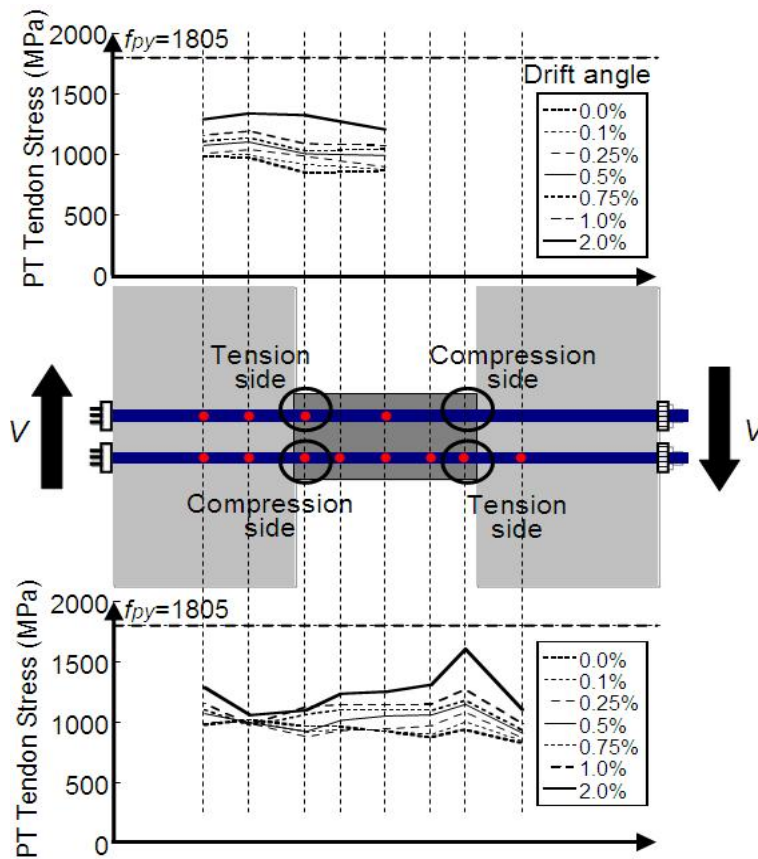 PT Tendon Stress (MPa)
2000
1500
1000
500
0
fpy=1805
Drift angle
0.0%
0.1%
0.25%
0.5%
0.75%
1.0%
2.0%
Tension
side
Compression
side
V
V
Compression
side
Tension
side
PT Tendon Stress (MPa)
2000
1500
1000
500
0
fpy=1805
0.0%
0.1%
0.25%
0.5%
0.75%
1.0%
2.0%